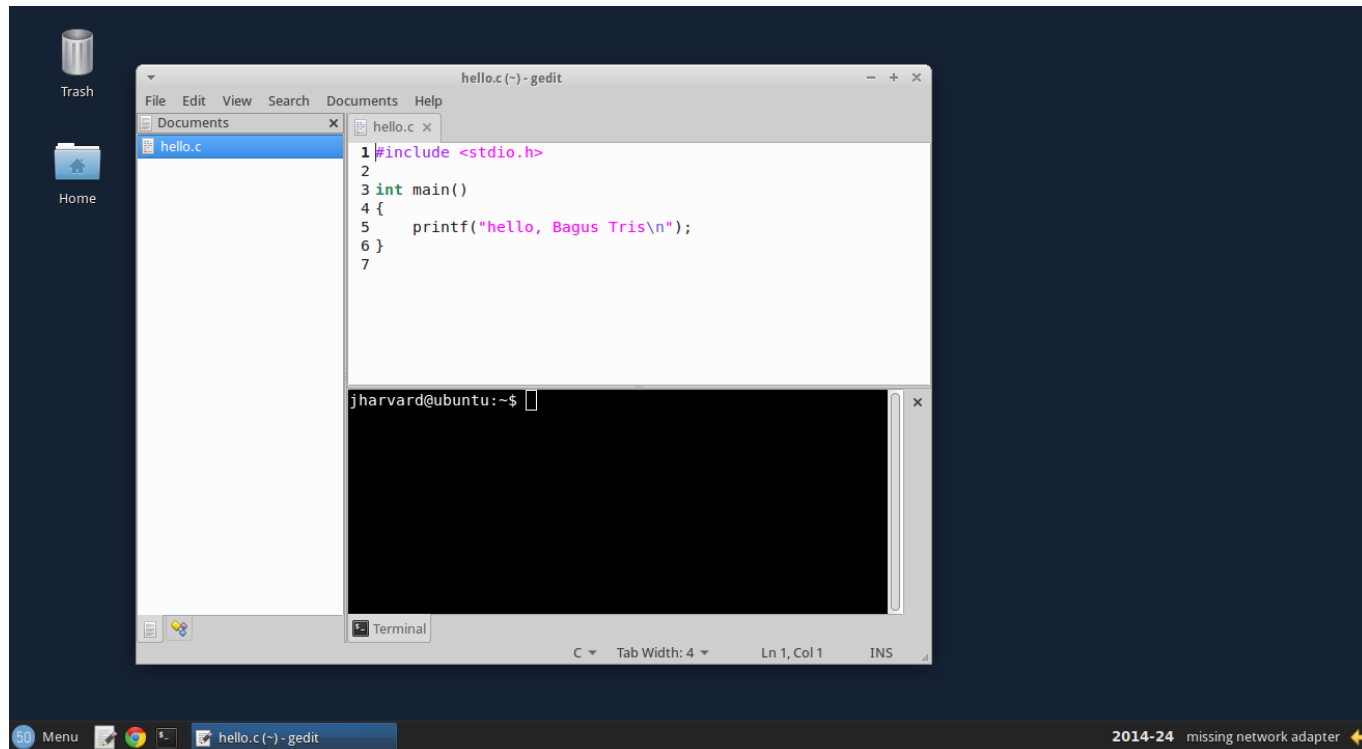 Trash
Home
hello.c (~) - gedit
File Edit View Search Documents Help
Documents
hello.c
hello.c
1 #include <stdio.h>
2
3 int main()
4 {
5     printf("hello, Bagus Tris\n");
6 }
7
jharvard@ubuntu:~$
Terminal
C Tab Width: 4 Ln 1, Col 1 INS
50 Menu hello.c (~) - gedit 2014-24 missing network adapter